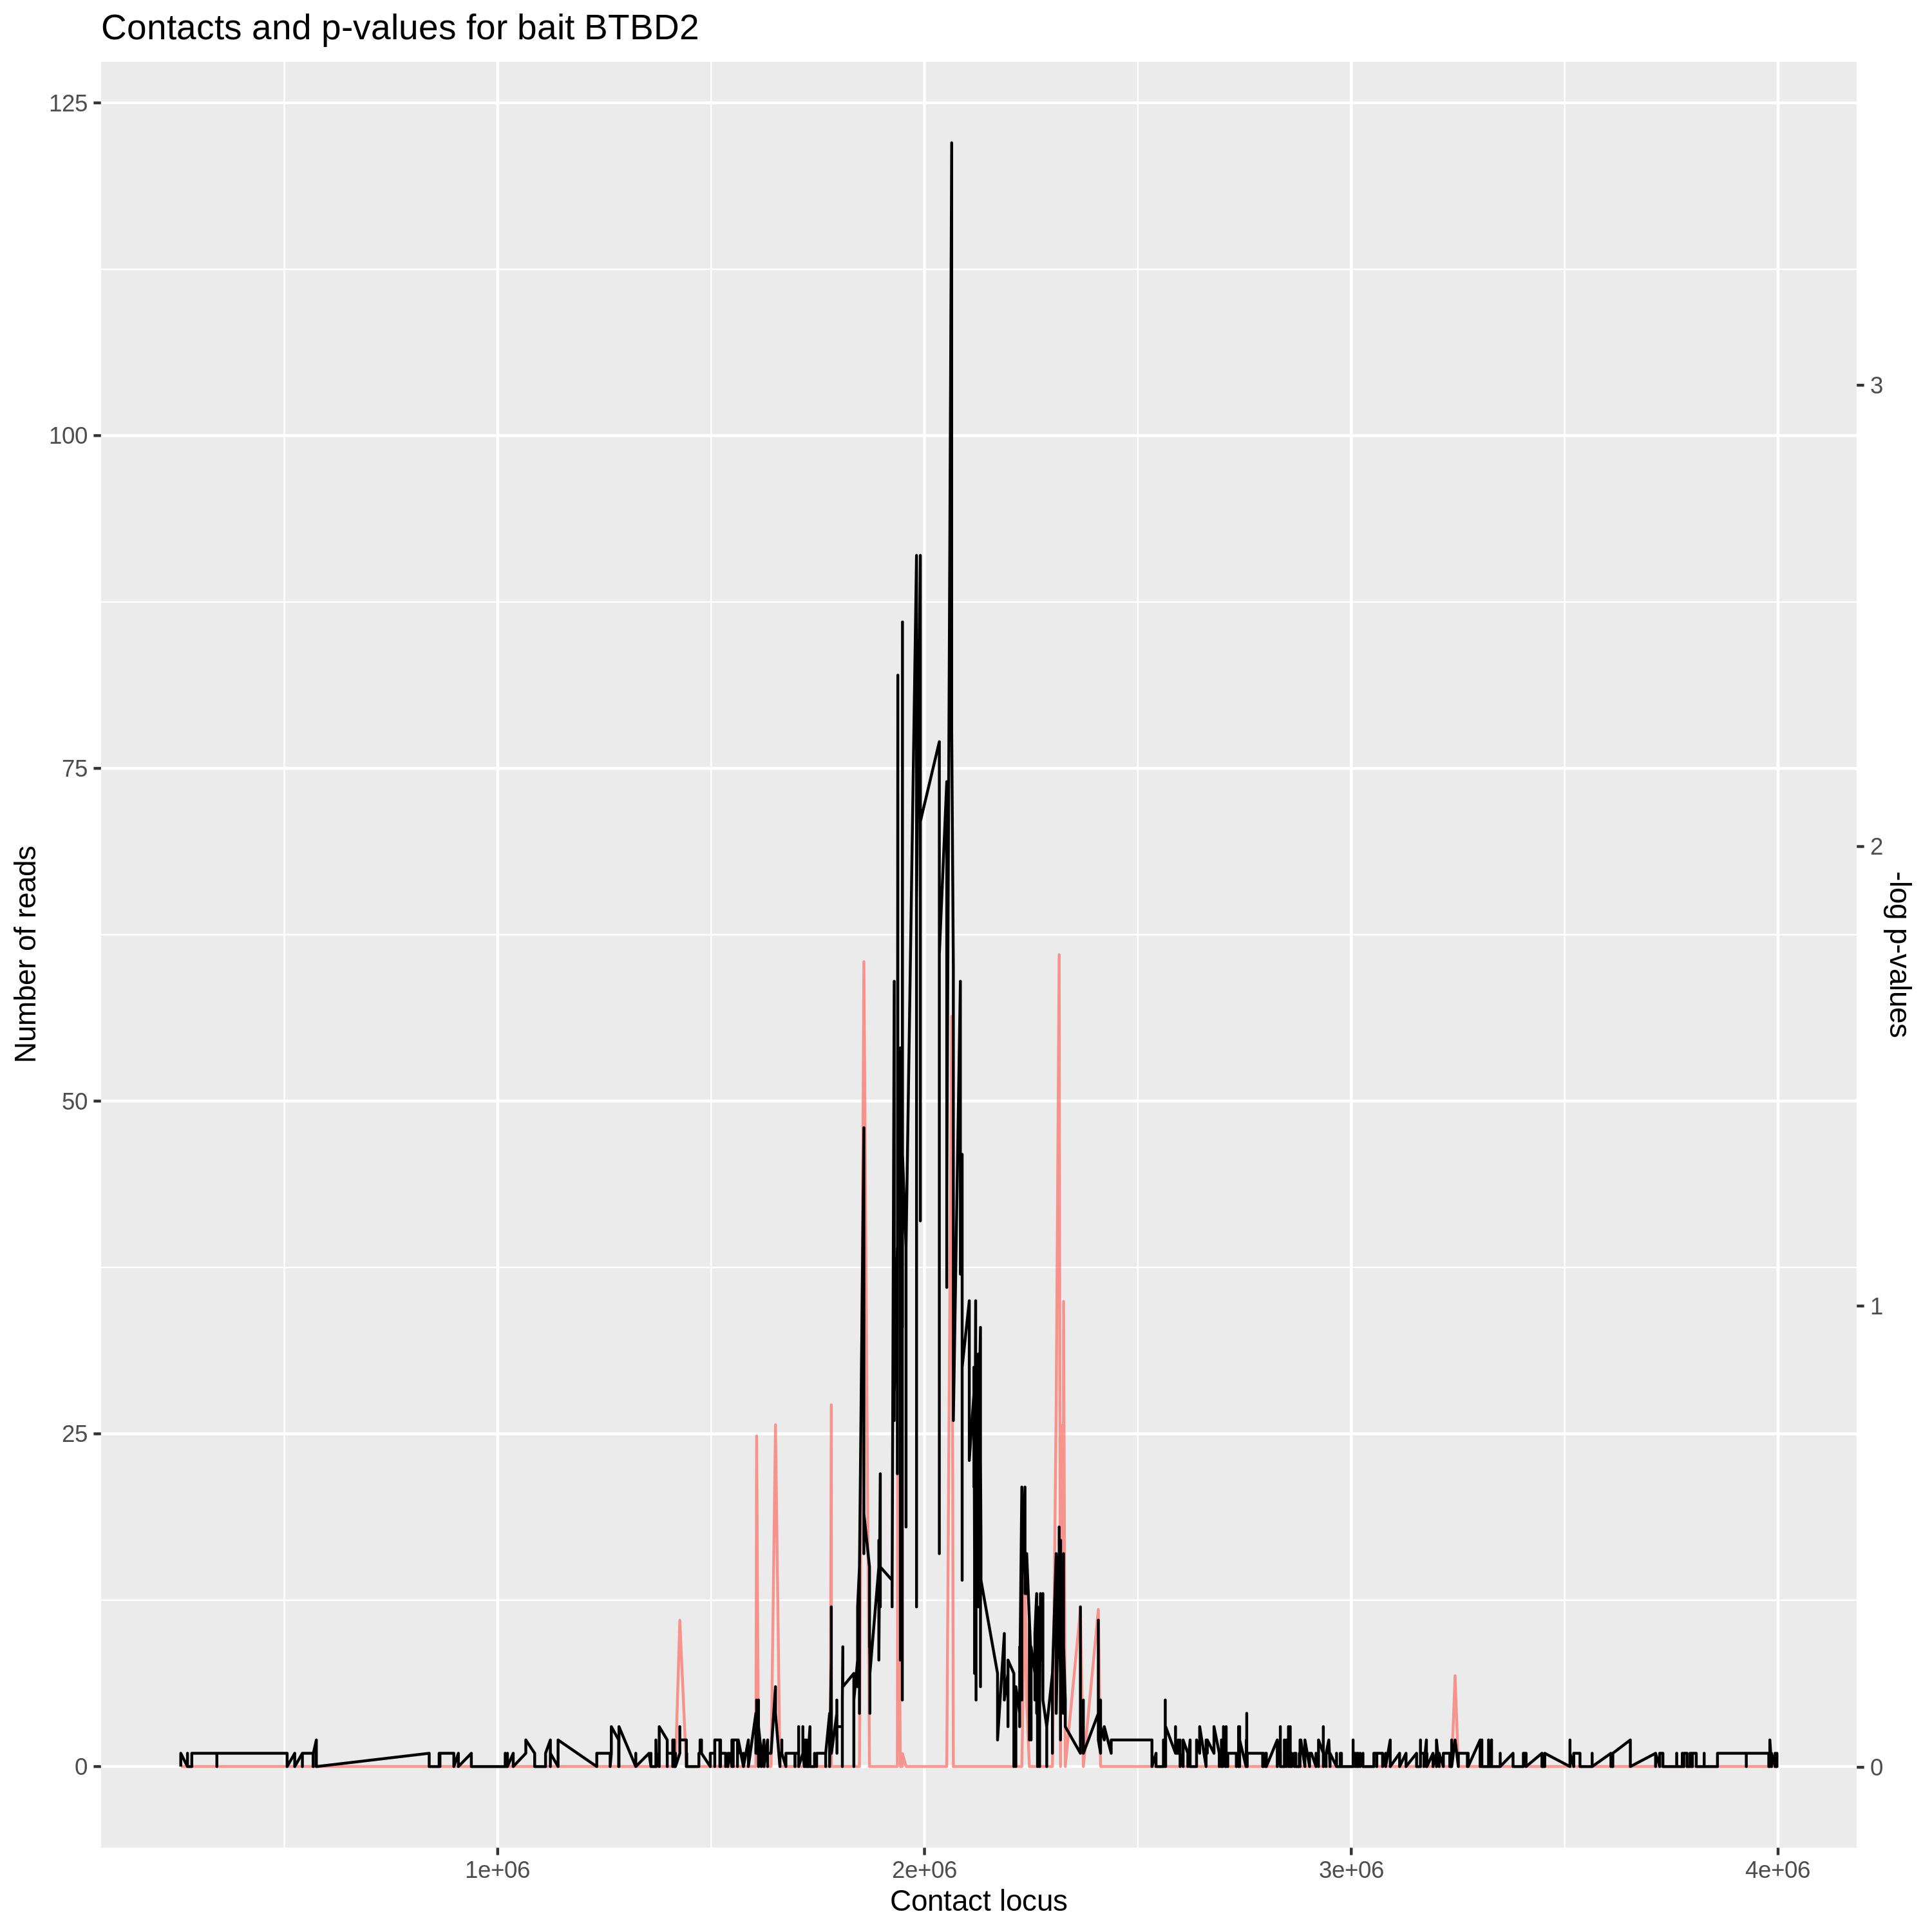 Contacts and p-values for bait BTBD2
125
100
75
50
25
0
3
2
1
0
Number of reads
-log p-values
1e+06
2e+06
3e+06
4e+06
Contact locus